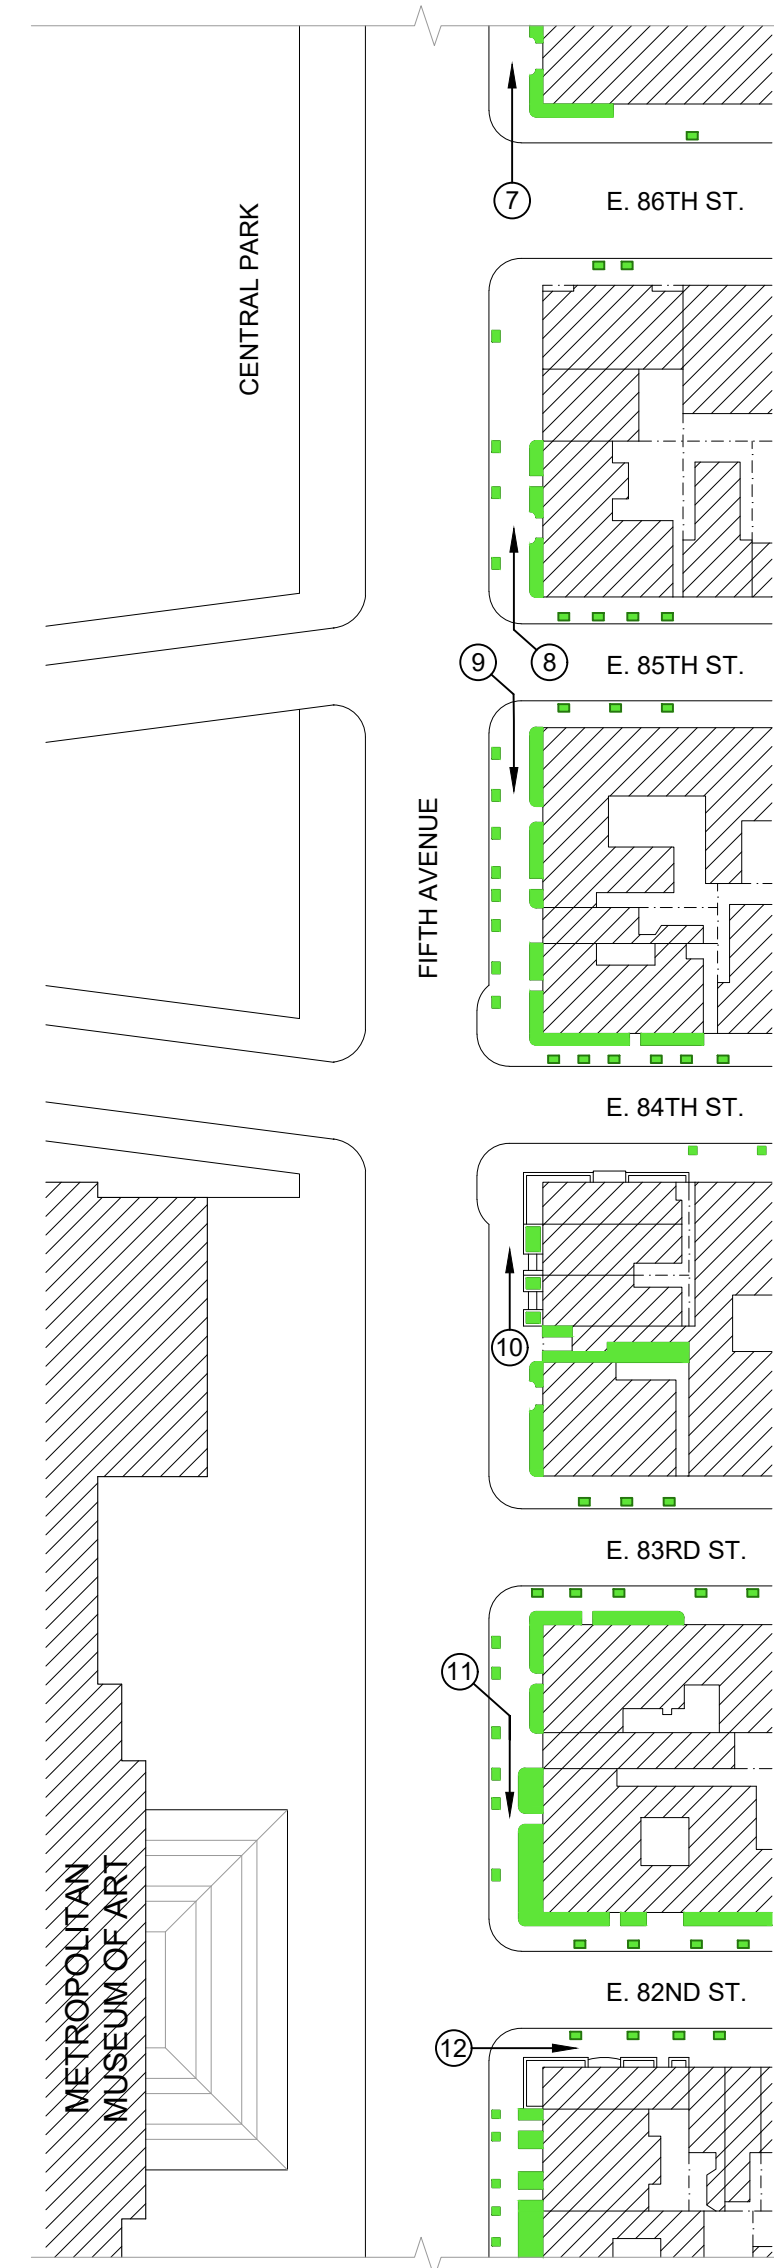 7
E. 86TH ST.
CENTRAL PARK
9
8
E. 85TH ST.
FIFTH AVENUE
E. 84TH ST.
10
E. 83RD ST.
11
METROPOLITAN
MUSEUM OF ART
E. 82ND ST.
12